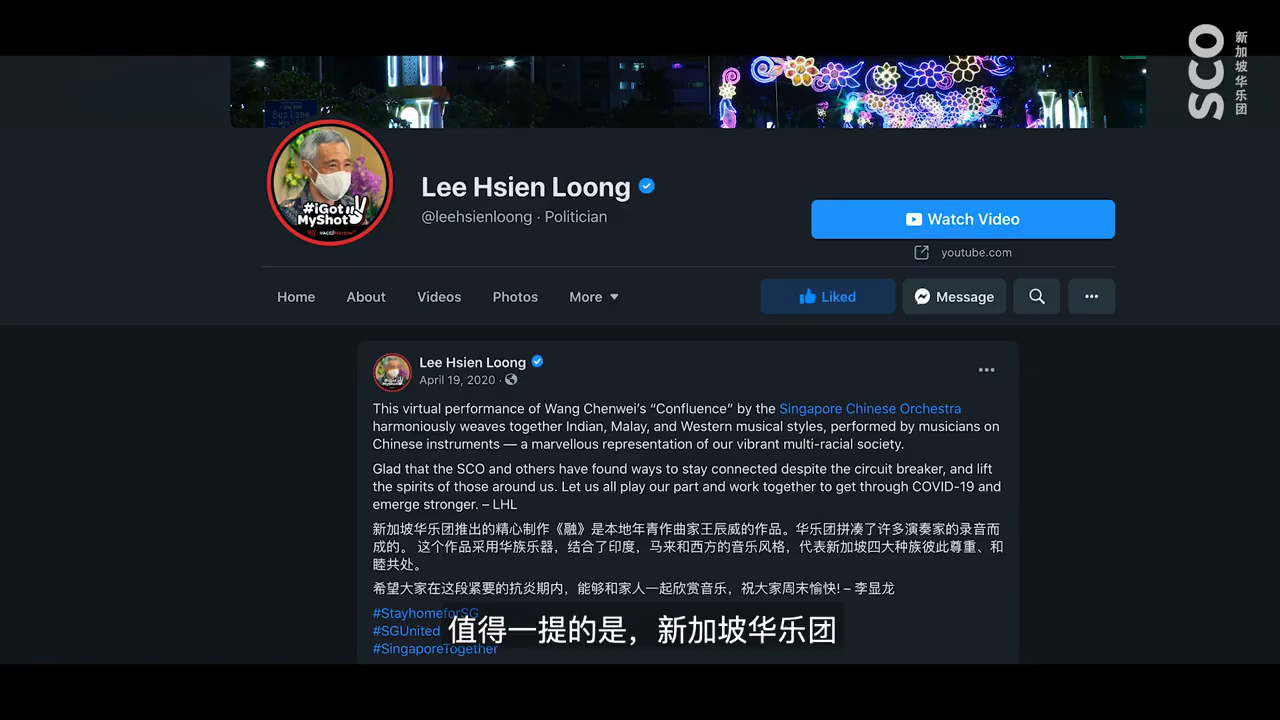 SCO
新加坡华乐团
Bus Lane
#iGot
MyShot
Lee Hsien Loong
@leehsienloong · Politician
Watch Video
youtube.com
Home About Videos Photos More
Liked Message
Lee Hsien Loong
April 19, 2020 ·
This virtual performance of Wang Chenwei's “Confluence” by the Singapore Chinese Orchestra
harmoniously weaves together Indian, Malay, and Western musical styles, performed by musicians on
Chinese instruments — a marvellous representation of our vibrant multi-racial society.
Glad that the SCO and others have found ways to stay connected despite the circuit breaker, and lift
the spirits of those around us. Let us all play our part and work together to get through COVID-19 and
emerge stronger. – LHL
新加坡华乐团推出的精心制作《融》是本地年青作曲家王辰威的作品。华乐团拼凑了许多演奏家的录音而
成的。 这个作品采用华族乐器，结合了印度，马来和西方的音乐风格，代表新加坡四大种族彼此尊重、和
睦共处。
希望大家在这段紧要的抗炎期内，能够和家人一起欣赏音乐，祝大家周末愉快! – 李显龙
#StayhomeforSG
#SGUnited
#SingaporeTogether
值得一提的是，新加坡华乐团